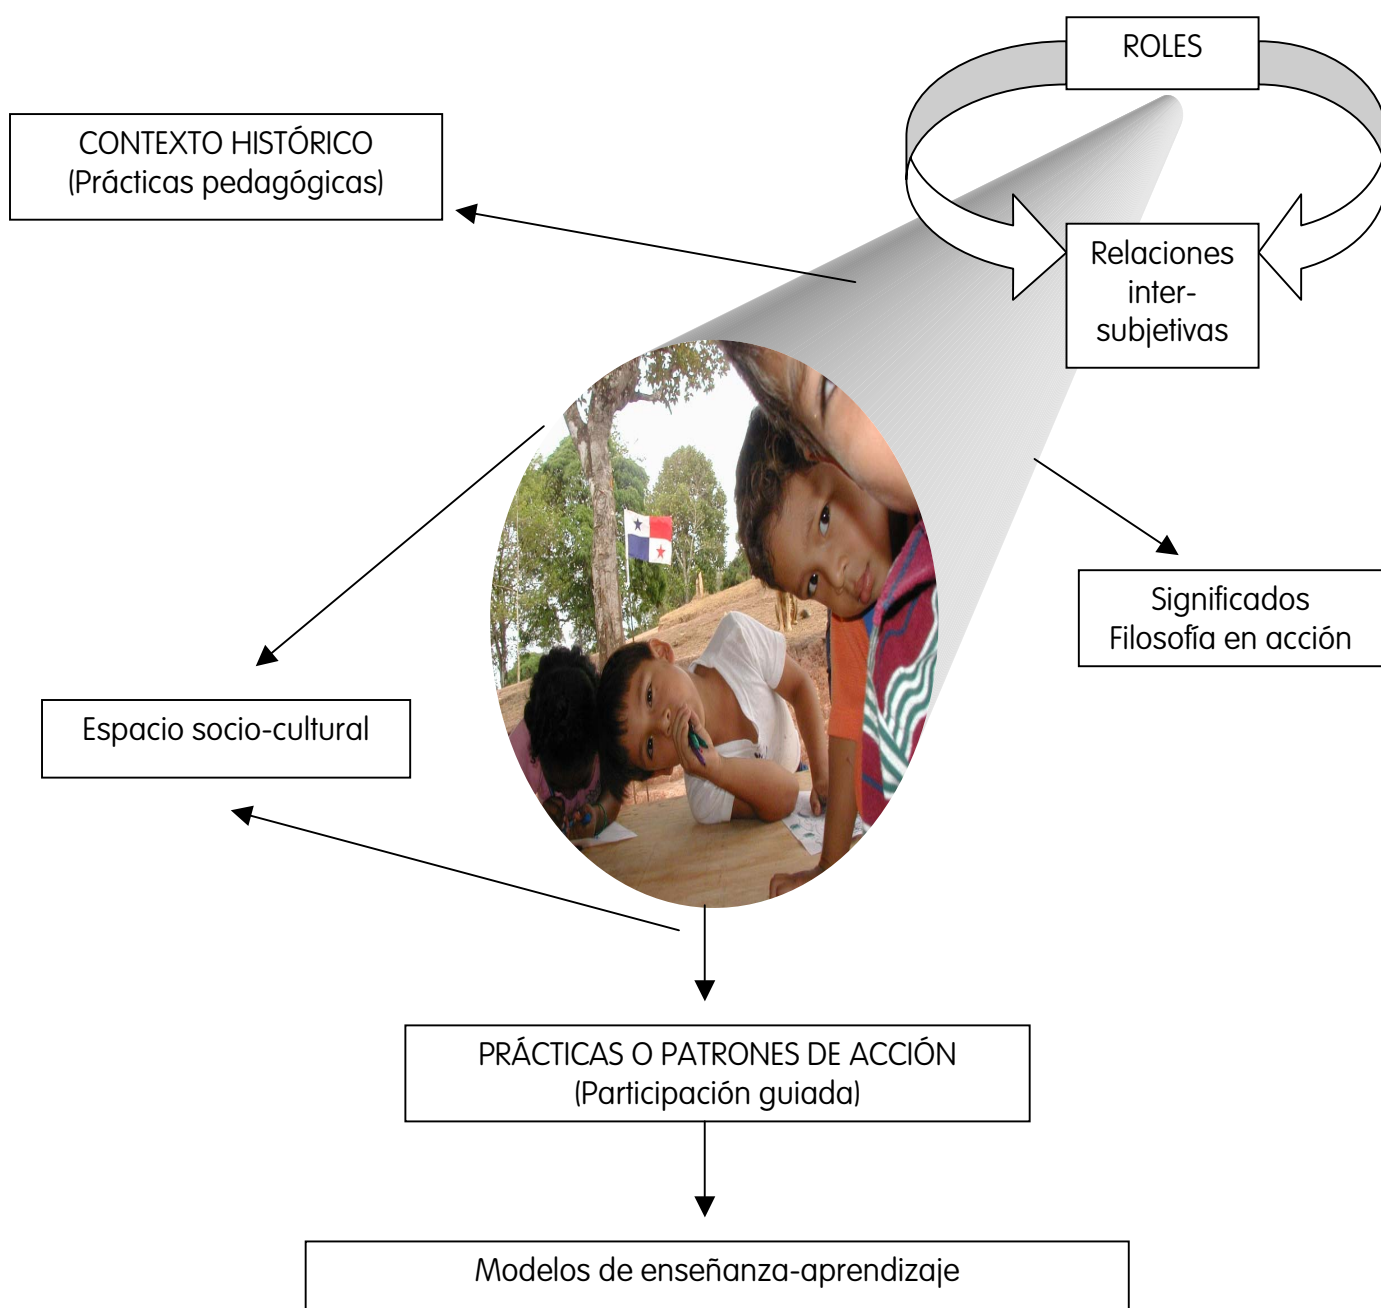 ROLES
CONTEXTO HISTÓRICO
(Prácticas pedagógicas)
Relaciones
inter-
subjetivas
Significados
Filosofía en acción
Espacio socio-cultural
PRÁCTICAS O PATRONES DE ACCIÓN
(Participación guiada)
Modelos de enseñanza-aprendizaje